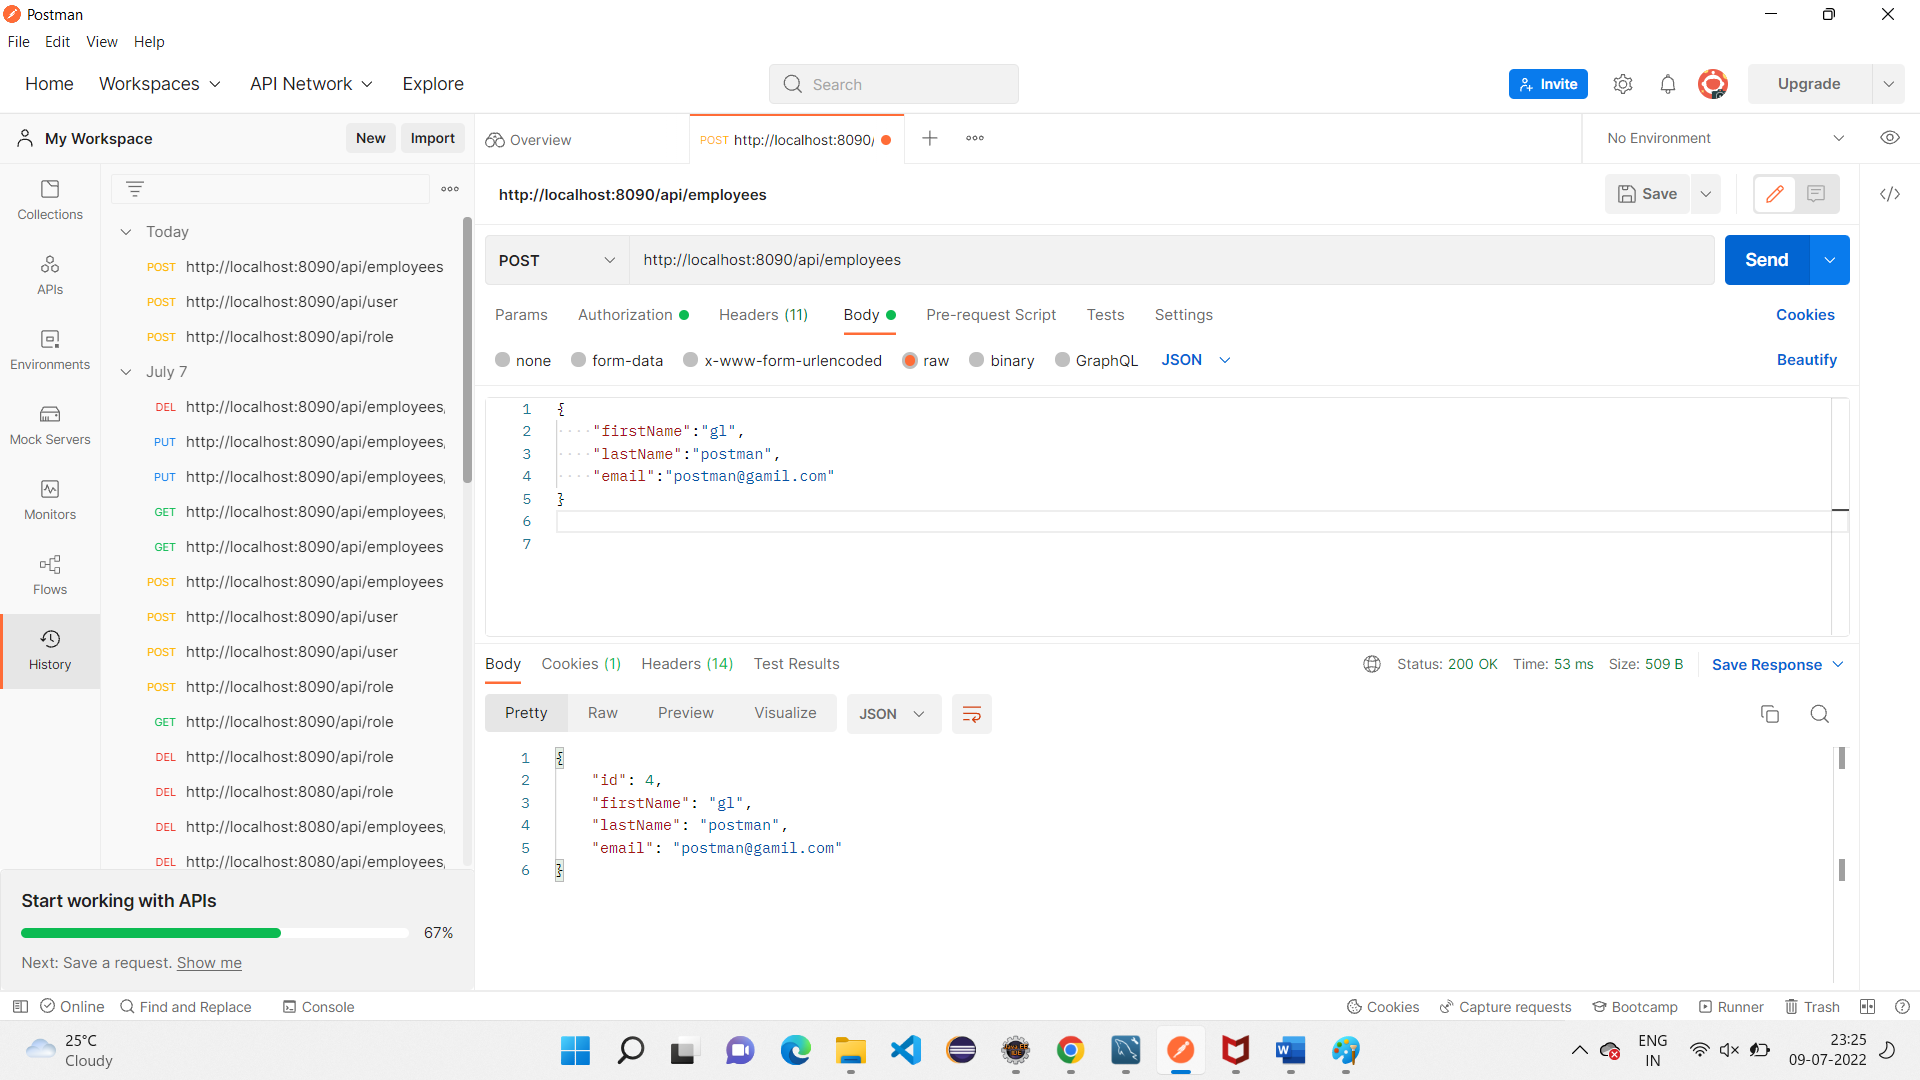 Postman
File Edit View Help
Home Workspaces API Network Explore Search Invite Upgrade
My Workspace New Import Overview POST http://localhost:8090/ No Environment
Collections
APIs
Environments
Mock Servers
Monitors
Flows
History
Today
POST http://localhost:8090/api/employees
POST http://localhost:8090/api/user
POST http://localhost:8090/api/role
July 7
DEL http://localhost:8090/api/employees,
PUT http://localhost:8090/api/employees,
PUT http://localhost:8090/api/employees,
GET http://localhost:8090/api/employees,
GET http://localhost:8090/api/employees
POST http://localhost:8090/api/employees
POST http://localhost:8090/api/user
POST http://localhost:8090/api/user
POST http://localhost:8090/api/role
GET http://localhost:8090/api/role
DEL http://localhost:8090/api/role
DEL http://localhost:8080/api/role
DEL http://localhost:8080/api/employees,
DEL http://localhost:8080/api/employees,
Start working with APIs
67%
Next: Save a request. Show me
http://localhost:8090/api/employees Save
POST http://localhost:8090/api/employees Send
Params Authorization Headers (11) Body Pre-request Script Tests Settings Cookies
none form-data x-www-form-urlencoded raw binary GraphQL JSON Beautify
1 {
2 "firstName":"gl",
3 "lastName":"postman",
4 "email":"postman@gamil.com"
5 }
6
7
Body Cookies (1) Headers (14) Test Results Status: 200 OK Time: 53 ms Size: 509 B Save Response
Pretty Raw Preview Visualize JSON
1 {
2 "id": 4,
3 "firstName": "gl",
4 "lastName": "postman",
5 "email": "postman@gamil.com"
6 }
Online Find and Replace Console Cookies Capture requests Bootcamp Runner Trash
25°C
Cloudy
ENG
IN
23:25
09-07-2022